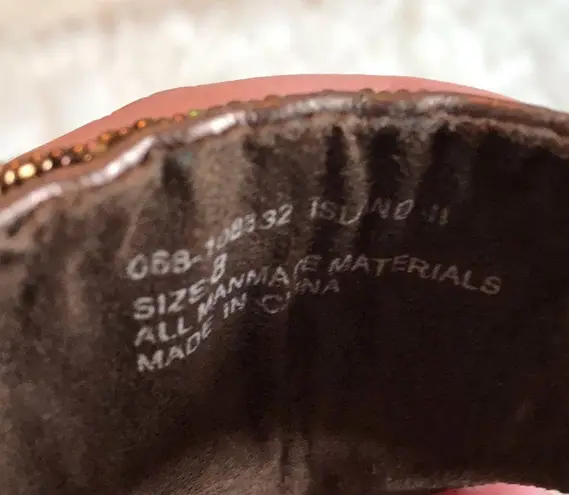 068-108332 ISLAND II
SIZE 8
ALL MANMADE MATERIALS
MADE IN CHINA